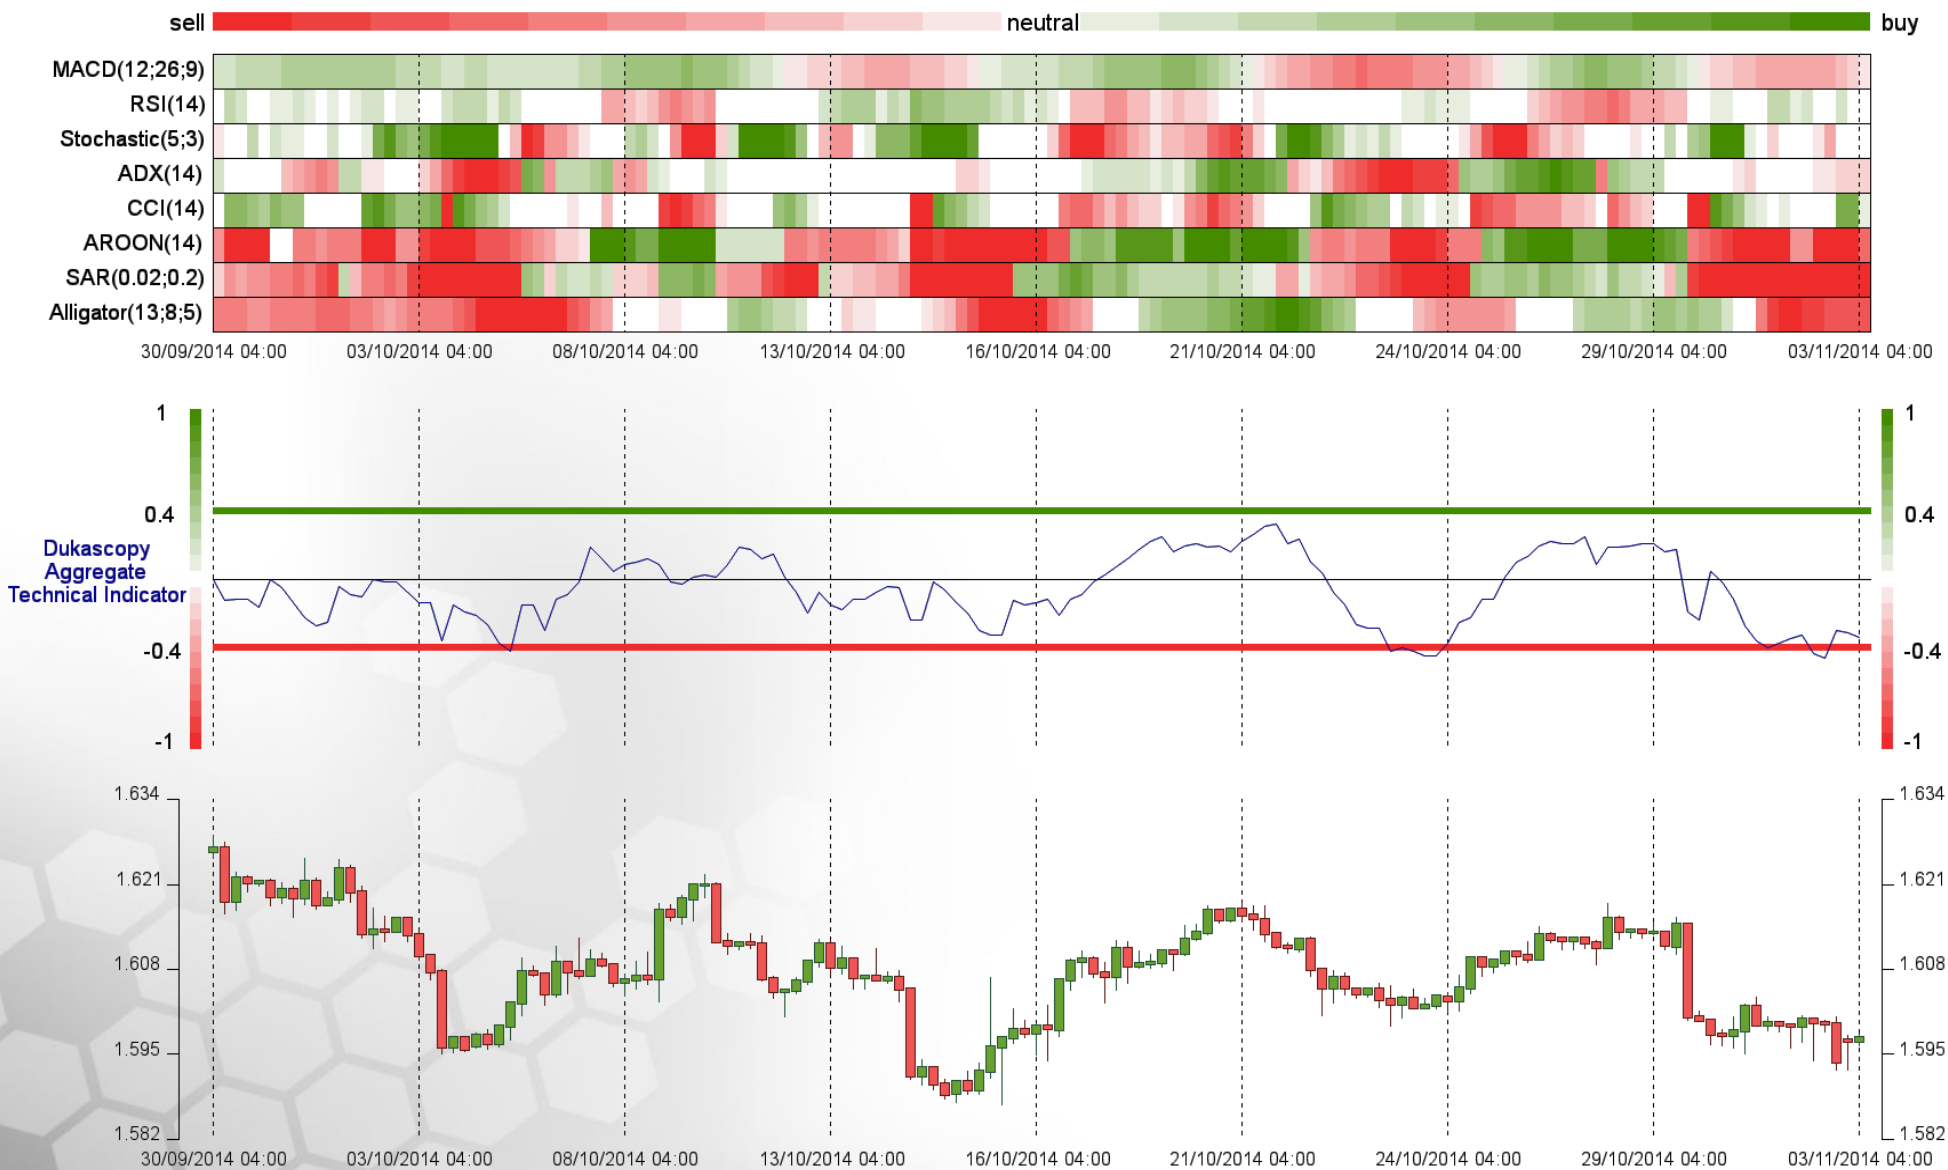 sell neutral buy
MACD(12;26;9)
RSI(14)
Stochastic(5;3)
ADX(14)
CCI(14)
AROON(14)
SAR(0.02;0.2)
Alligator(13;8;5)
30/09/2014 04:00 03/10/2014 04:00 08/10/2014 04:00 13/10/2014 04:00 16/10/2014 04:00 21/10/2014 04:00 24/10/2014 04:00 29/10/2014 04:00 03/11/2014 04:00
1 1
0.4 0.4
Dukascopy
Aggregate
Technical Indicator
-0.4 -0.4
-1 -1
1.634 1.634
1.621 1.621
1.608 1.608
1.595 1.595
1.582 1.582
30/09/2014 04:00 03/10/2014 04:00 08/10/2014 04:00 13/10/2014 04:00 16/10/2014 04:00 21/10/2014 04:00 24/10/2014 04:00 29/10/2014 04:00 03/11/2014 04:00